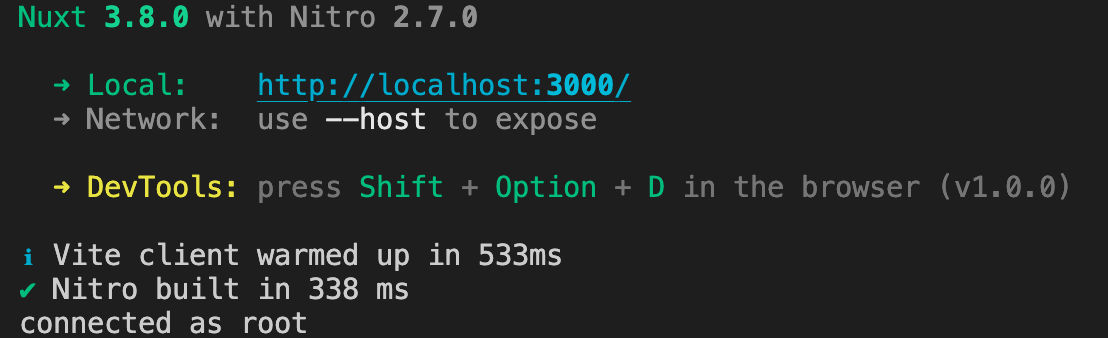 Nuxt 3.8.0 with Nitro 2.7.0
➜ Local: http://localhost:3000/
➜ Network: use --host to expose
➜ DevTools: press Shift + Option + D in the browser (v1.0.0)
ℹ Vite client warmed up in 533ms
✔ Nitro built in 338 ms
connected as root